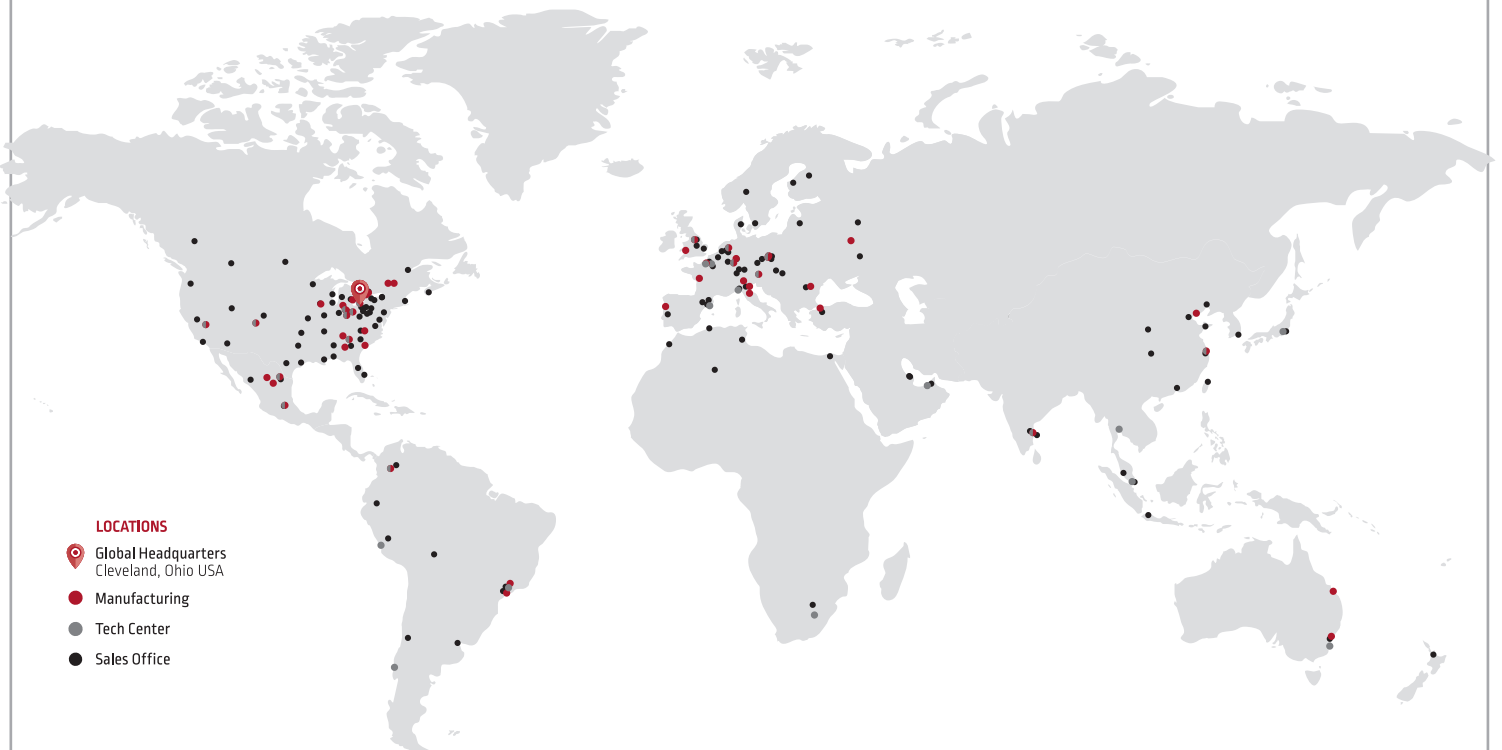 LOCATIONS
Global Headquarters
Cleveland, Ohio USA
Manufacturing
Tech Center
Sales Office